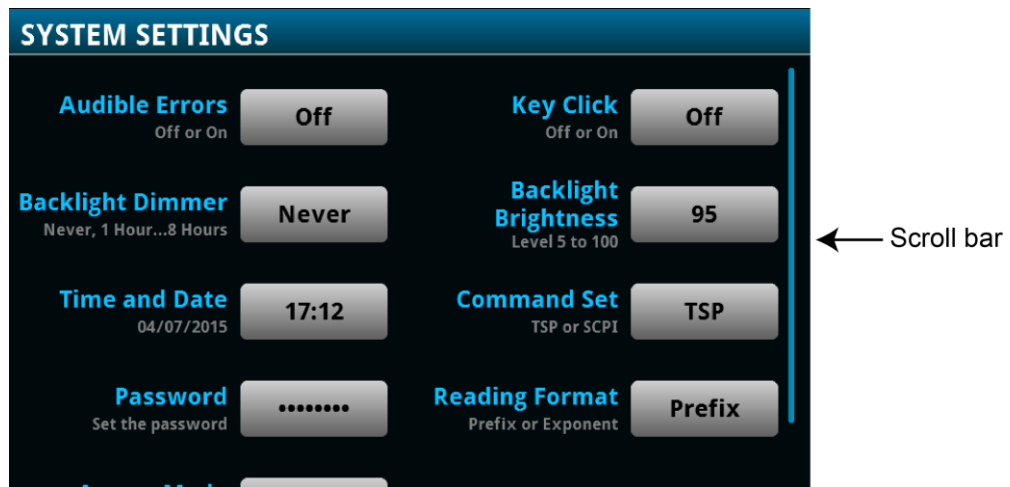 SYSTEM SETTINGS
Audible Errors
Off or On
Off
Key Click
Off or On
Off
Backlight Dimmer
Never, 1 Hour...8 Hours
Never
Backlight
Brightness
Level 5 to 100
95
Scroll bar
Time and Date
04/07/2015
17:12
Command Set
TSP or SCPI
TSP
Password
Set the password
••••••••
Reading Format
Prefix or Exponent
Prefix